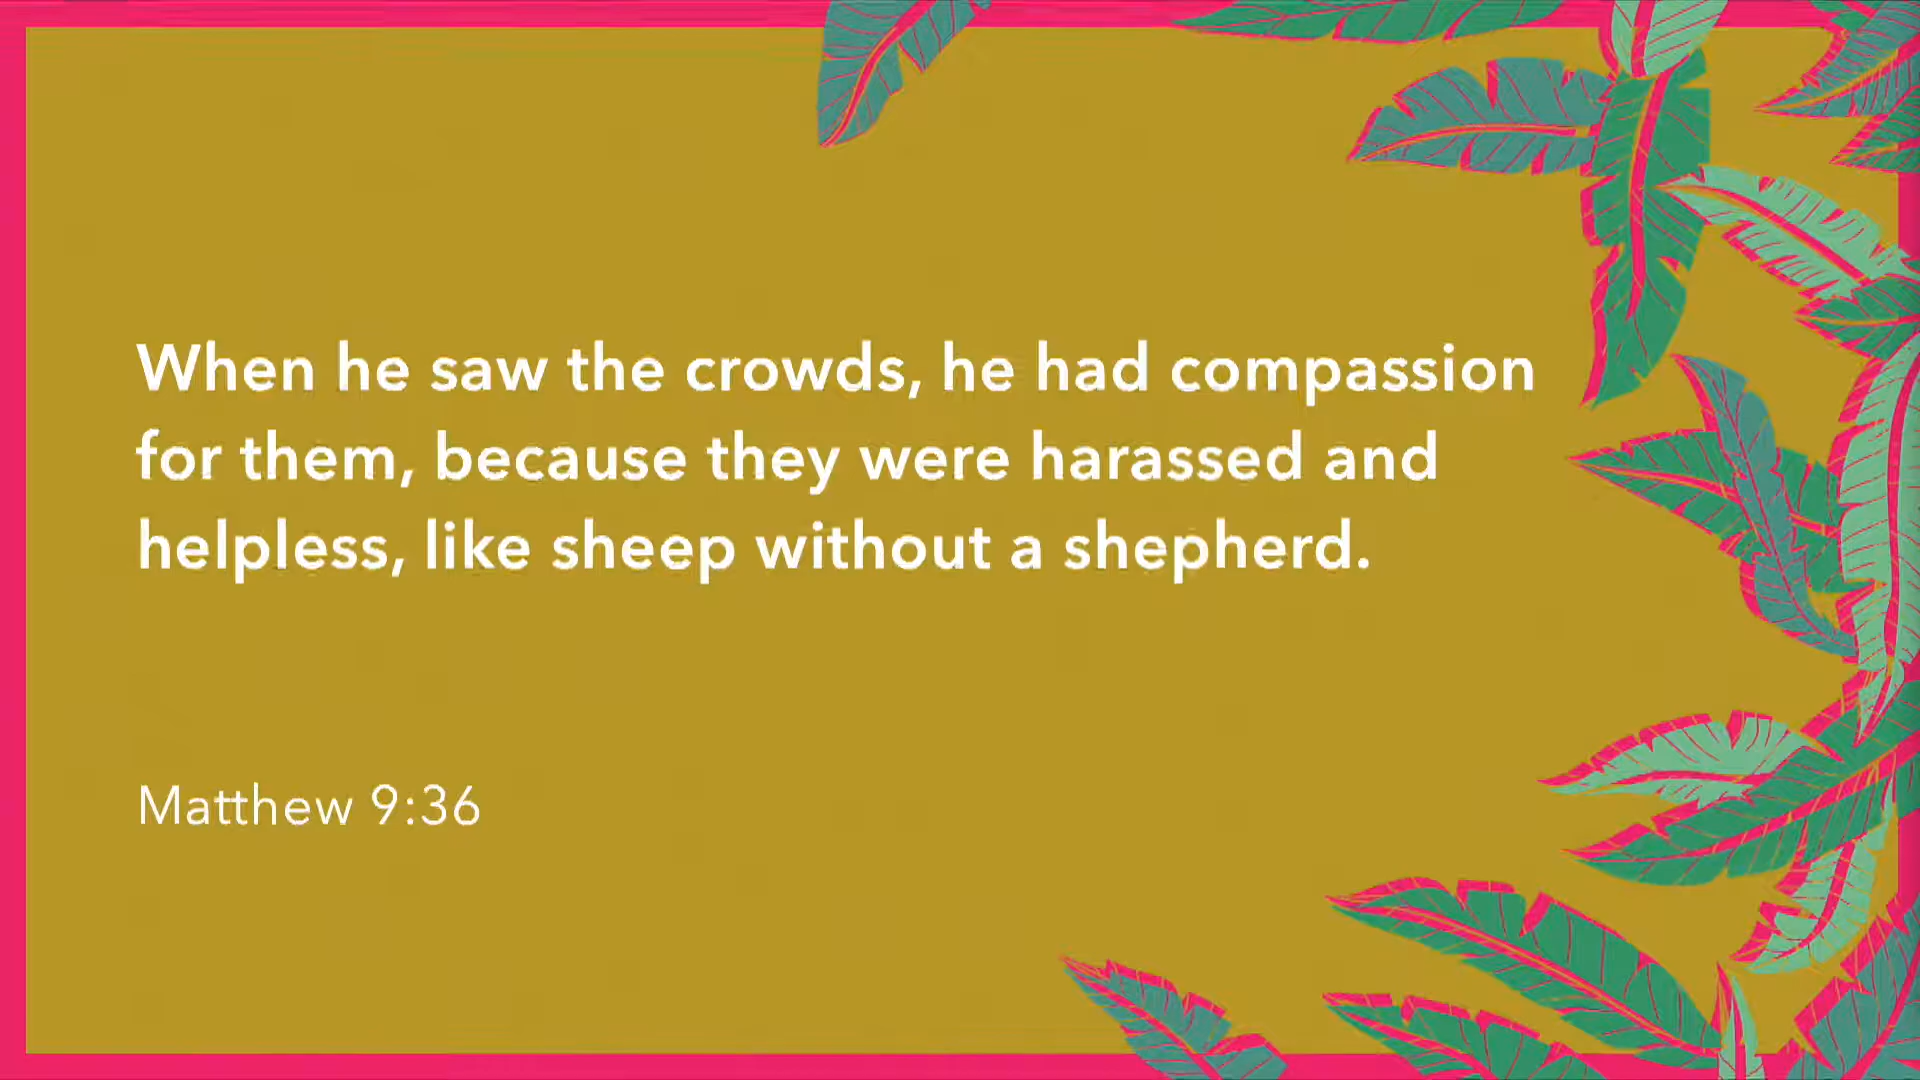 When he saw the crowds, he had compassion
for them, because they were harassed and
helpless, like sheep without a shepherd.
Matthew 9:36